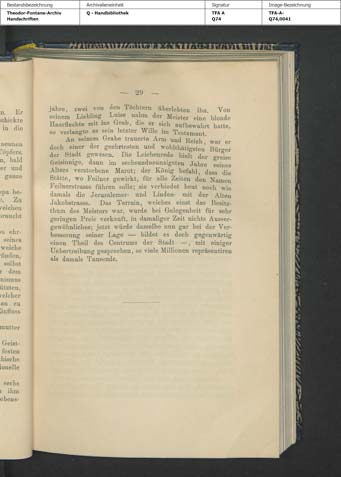 Bestandsbezeichnung
Archivalieneinheit
Signatur
Image-Bezeichnung
Theodor-Fontane-Archiv
Handschriften
Q - Handbibliothek
TFA A
Q74
TFA-A-
Q74,0041
— 29 —
jahre, zwei von den Töchtern überlebten ihn. Von
seinem Liebling Luise nahm der Meister eine blonde
Haarflechte mit ins Grab, die er sich aufbewahrt hatte,
so verlangte es sein letzter Wille im Testament.
An seinem Grabe trauerte Arm und Reich, war er
doch einer der geehrtesten und wohlthätigsten Bürger
der Stadt gewesen. Die Leichenrede hielt der greise
freisinnige, dann im sechsundneunzigsten Jahre seines
Alters verstorbene Marot; der König befahl, dass die
Stätte, wo Feilner gewirkt, für alle Zeiten den Namen
Feilnerstrasse führen solle; sie verbindet heut noch wie
damals die Jerusalemer- und Linden- mit der Alten
Jakobstrasse. Das Terrain, welches einst das Besitz-
thum des Meisters war, wurde bei Gelegenheit für sehr
geringen Preis verkauft, in damaliger Zeit nichts Ausser-
gewöhnliches; jetzt würde dasselbe nun gar bei der Ver-
besserung seiner Lage — bildet es doch gegenwärtig
einen Theil des Centrums der Stadt —, mit einiger
Uebertreibung gesprochen, so viele Millionen repräsentiren
als damals Tausende.